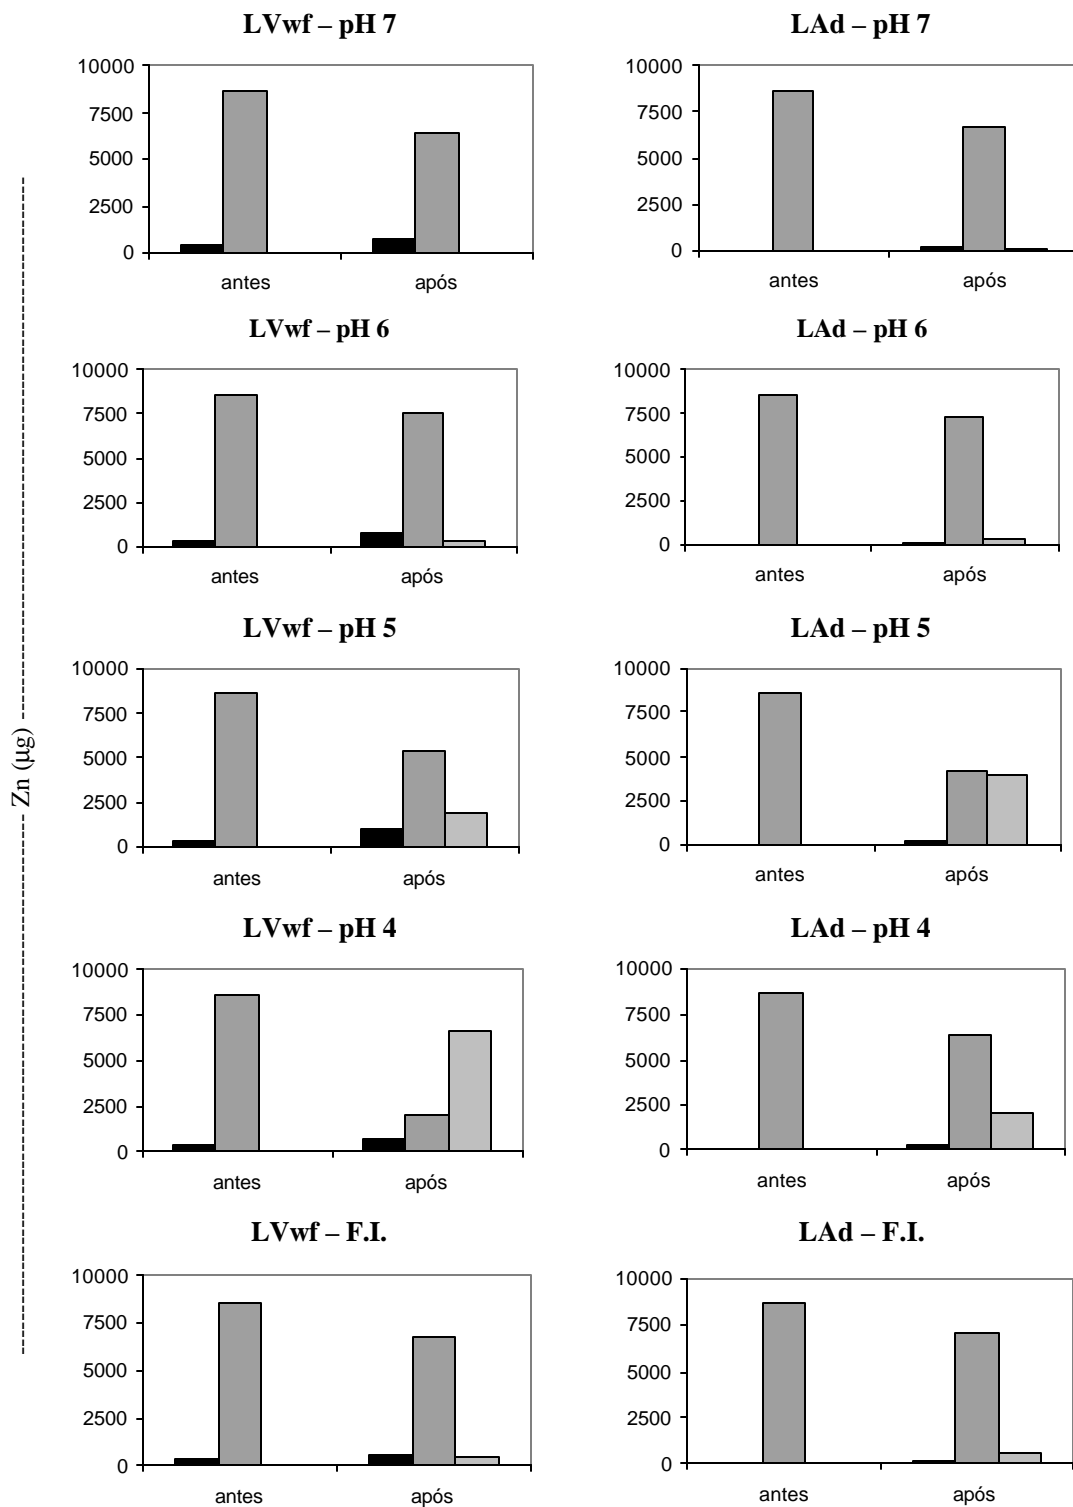 LVwf – pH 7
10000
7500
5000
2500
0
antes
após
LAd – pH 7
10000
7500
5000
2500
0
antes
após
LVwf – pH 6
10000
7500
5000
2500
0
antes
após
LAd – pH 6
10000
7500
5000
2500
0
antes
após
LVwf – pH 5
10000
7500
5000
2500
0
antes
após
LAd – pH 5
10000
7500
5000
2500
0
antes
após
Zn (µg)
LVwf – pH 4
10000
7500
5000
2500
0
antes
após
LAd – pH 4
10000
7500
5000
2500
0
antes
após
LVwf – F.I.
10000
7500
5000
2500
0
antes
após
LAd – F.I.
10000
7500
5000
2500
0
antes
após